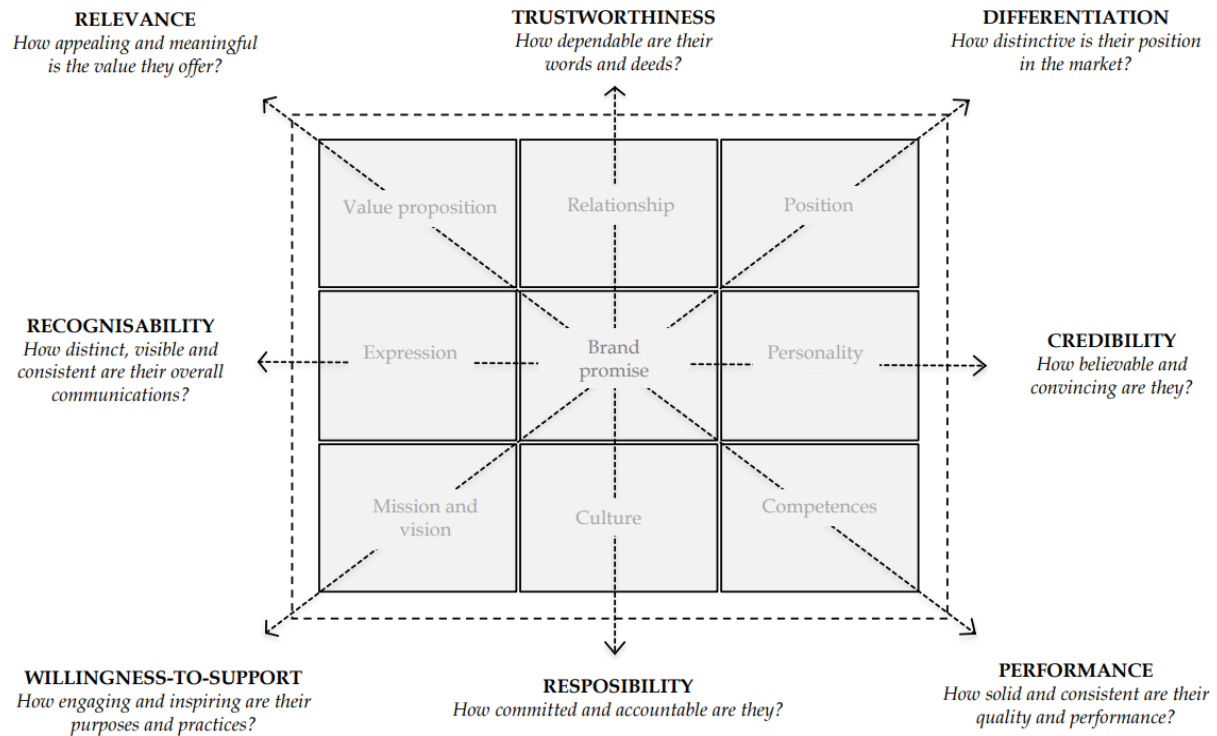 RELEVANCE
How appealing and meaningful
is the value they offer?
TRUSTWORTHINESS
How dependable are their
words and deeds?
DIFFERENTIATION
How distinctive is their position
in the market?
Value proposition
Relationship
Position
RECOGNISABILITY
How distinct, visible and
consistent are their overall
communications?
Expression
Brand
promise
Personality
CREDIBILITY
How believable and
convincing are they?
Mission and
vision
Culture
Competences
WILLINGNESS-TO-SUPPORT
How engaging and inspiring are their
purposes and practices?
RESPOSIBILITY
How committed and accountable are they?
PERFORMANCE
How solid and consistent are their
quality and performance?